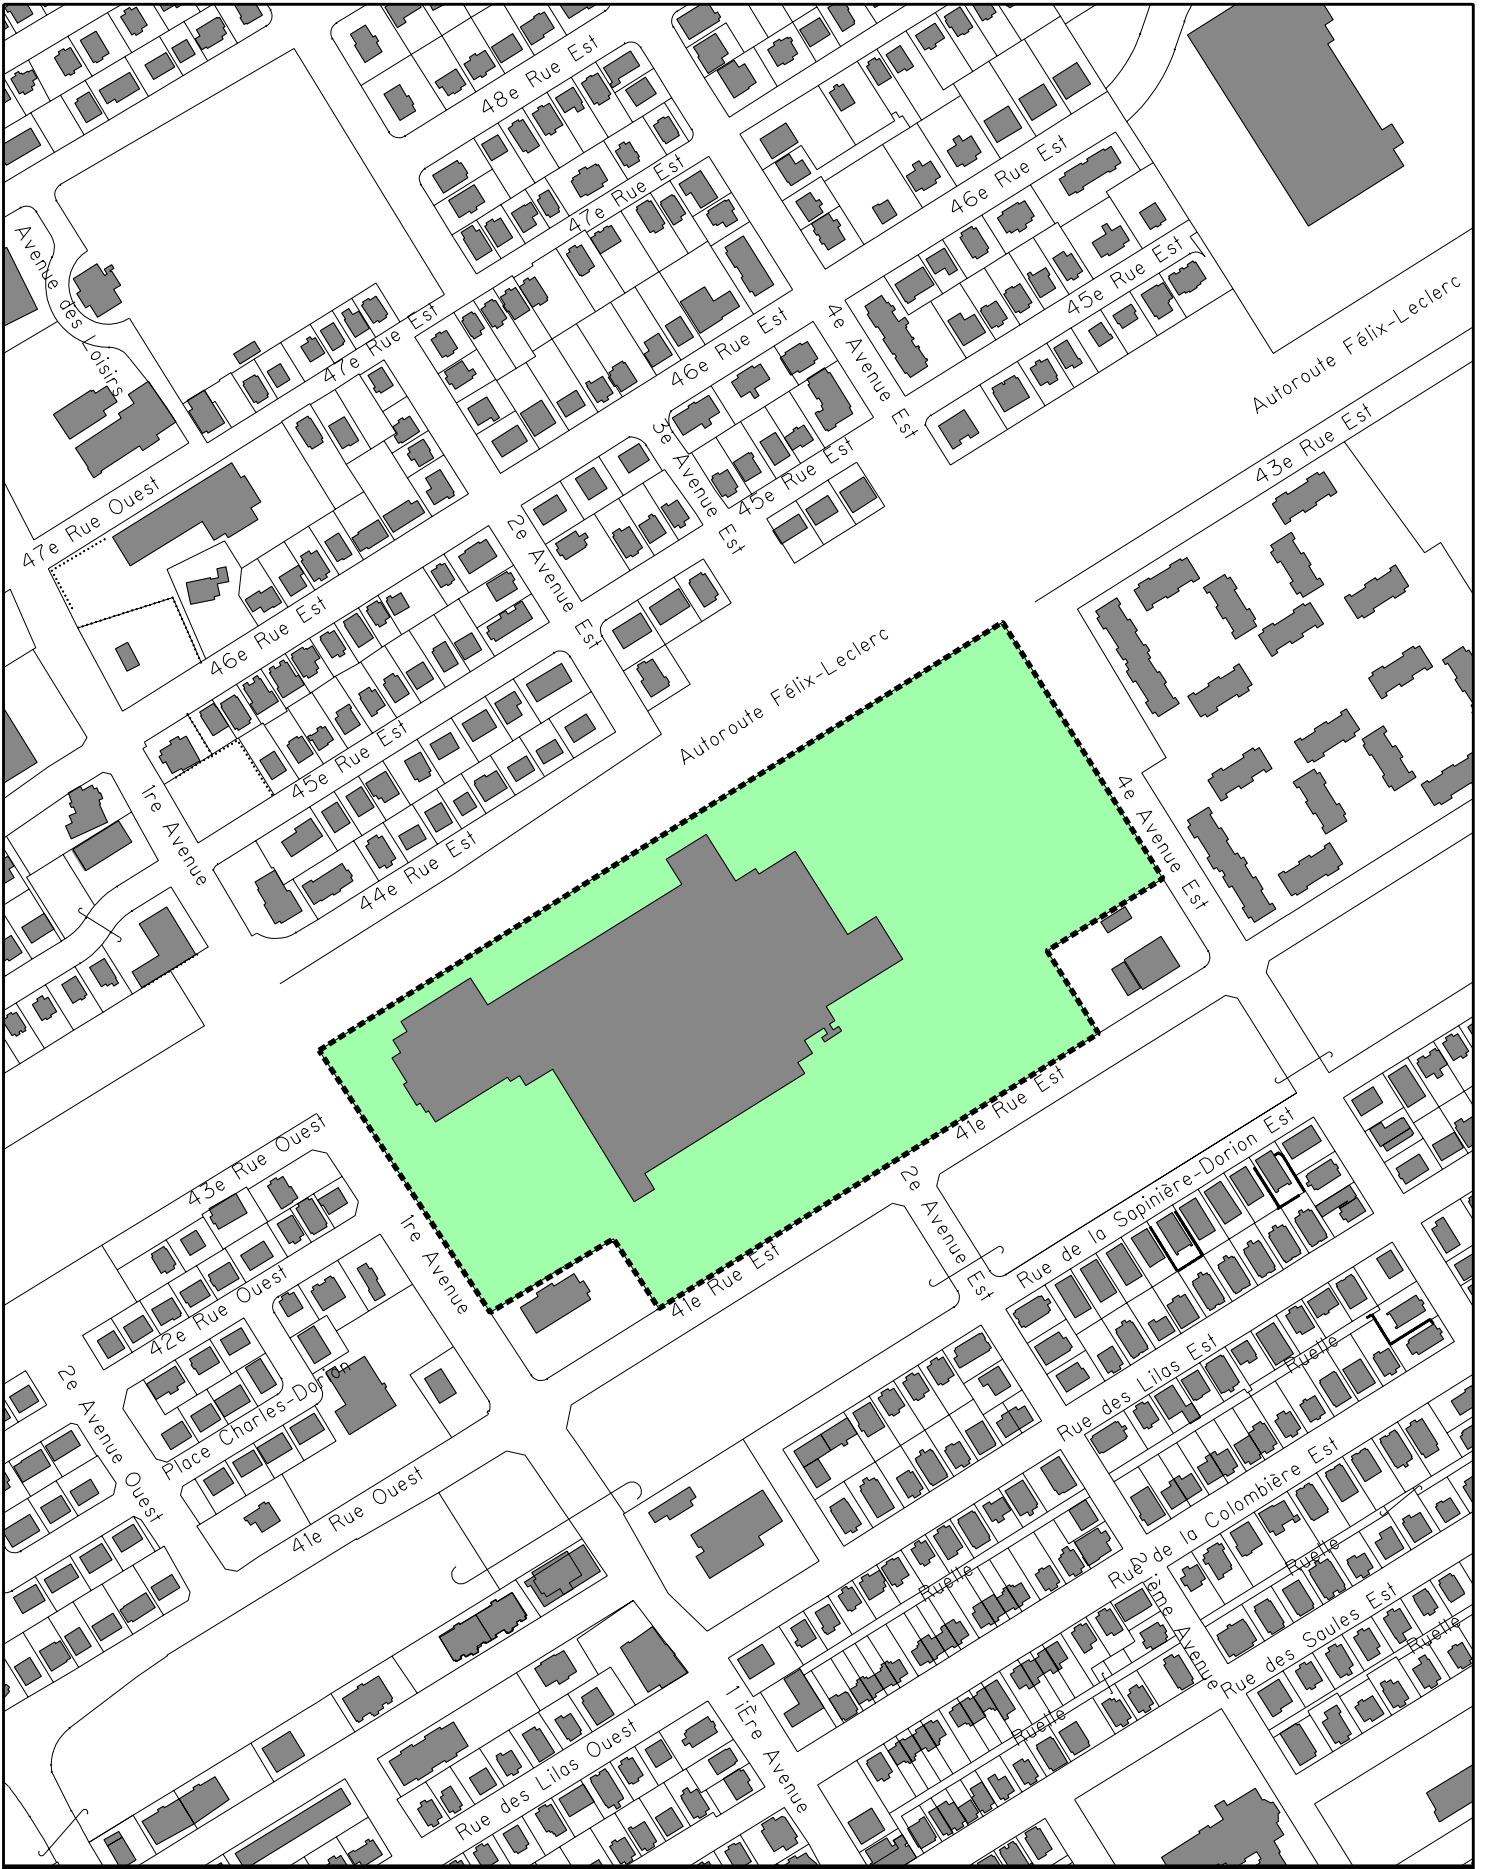 48e Rue Est
47e Rue Est
46e Rue Est
Avenue des Loisirs
45e Rue Est
47e Rue Est
46e Rue Est
4e Avenue Est
Autoroute Félix-Leclerc
3e Avenue Est
43e Rue Est
45e Rue Est
47e Rue Ouest
2e Avenue Est
46e Rue Est
Autoroute Félix-Leclerc
45e Rue Est
1re Avenue
4e Avenue Est
44e Rue Est
41e Rue Est
43e Rue Ouest
Rue de la Sapinière-Dorion Est
2e Avenue Est
1re Avenue
41e Rue Est
42e Rue Ouest
Rue des Lilas Est
Ruelle
2e Avenue Ouest
Place Charles-Dorion
41e Rue Ouest
Rue de la Colombière Est
Ruelle
Ruelle
2ième Avenue
Rue des Saules Est
Ruelle
1ière Avenue
Ruelle
Rue des Lilas Ouest